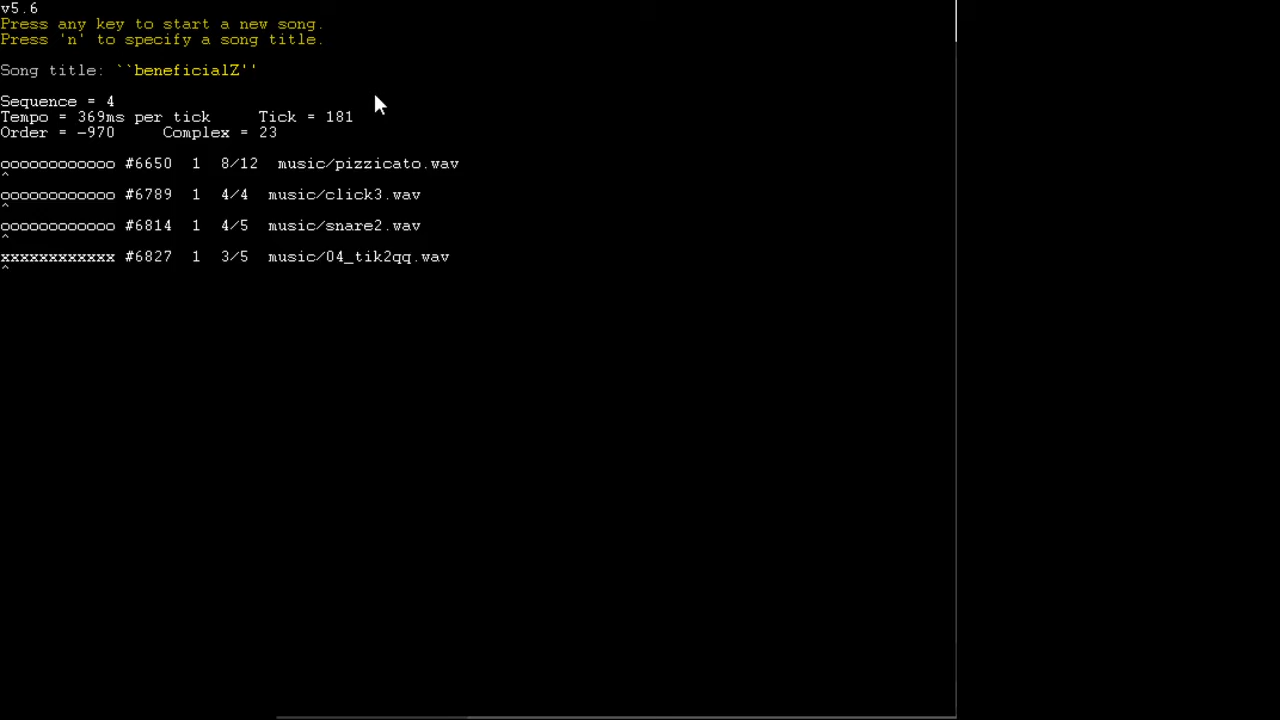 v5.6
Press any key to start a new song.
Press 'n' to specify a song title.
Song title: ``beneficialZ''
Sequence = 4
Tempo = 369ms per tick     Tick = 181
Order = -970     Complex = 23
oooooooooooo #6650  1  8/12  music/pizzicato.wav
^
oooooooooooo #6789  1  4/4  music/click3.wav
^
oooooooooooo #6814  1  4/5  music/snare2.wav
^
xxxxxxxxxxxx #6827  1  3/5  music/04_tik2qq.wav
^